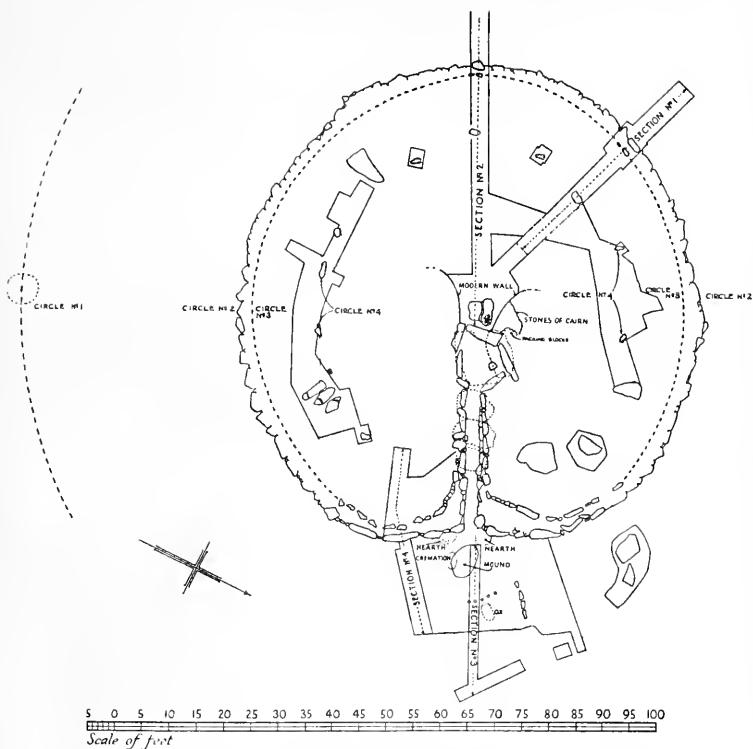 SECTION Nº 1
SECTION Nº 2
MODERN WALL
CIRCLE Nº 1
CIRCLE Nº 2
CIRCLE
Nº 3
CIRCLE Nº 4
CIRCLE Nº 4
CIRCLE Nº 3
CIRCLE Nº 2
STONES OF CAIRN
PACKING BLOCKS
HEARTH
CREMATION
HEARTH
MOUND
SECTION Nº 4
OX
SECTION Nº 3
5 0 5 10 15 20 25 30 35 40 45 50 55 60 65 70 75 80 85 90 95 100
Scale of feet